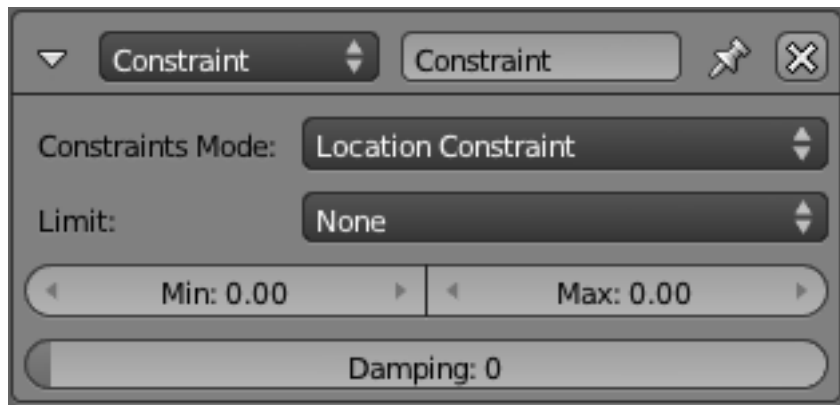 Constraint Constraint
Constraints Mode: Location Constraint
Limit: None
Min: 0.00 Max: 0.00
Damping: 0